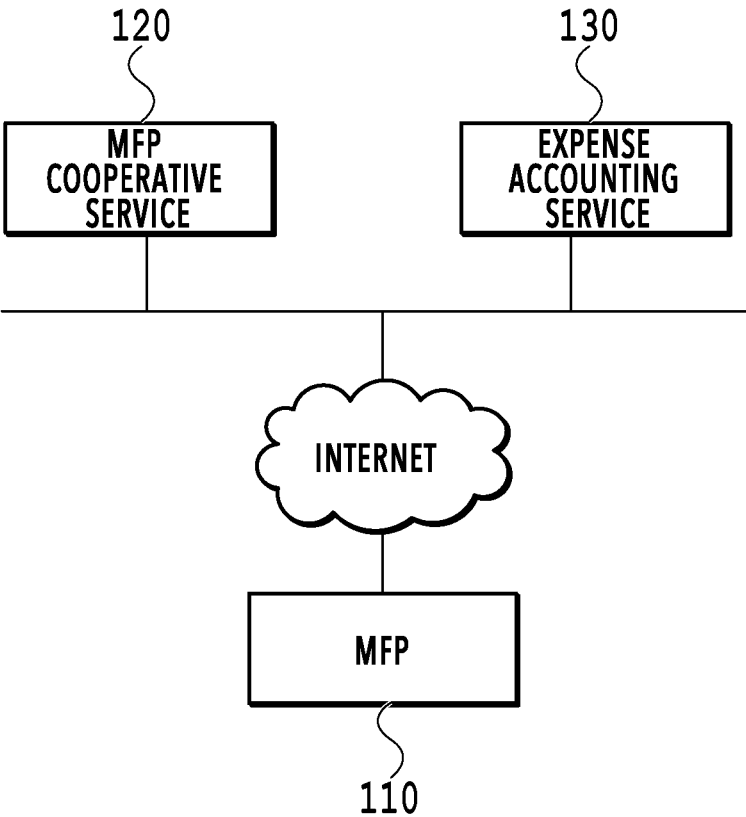 120
130
MFP
COOPERATIVE
SERVICE
EXPENSE
ACCOUNTING
SERVICE
INTERNET
MFP
110